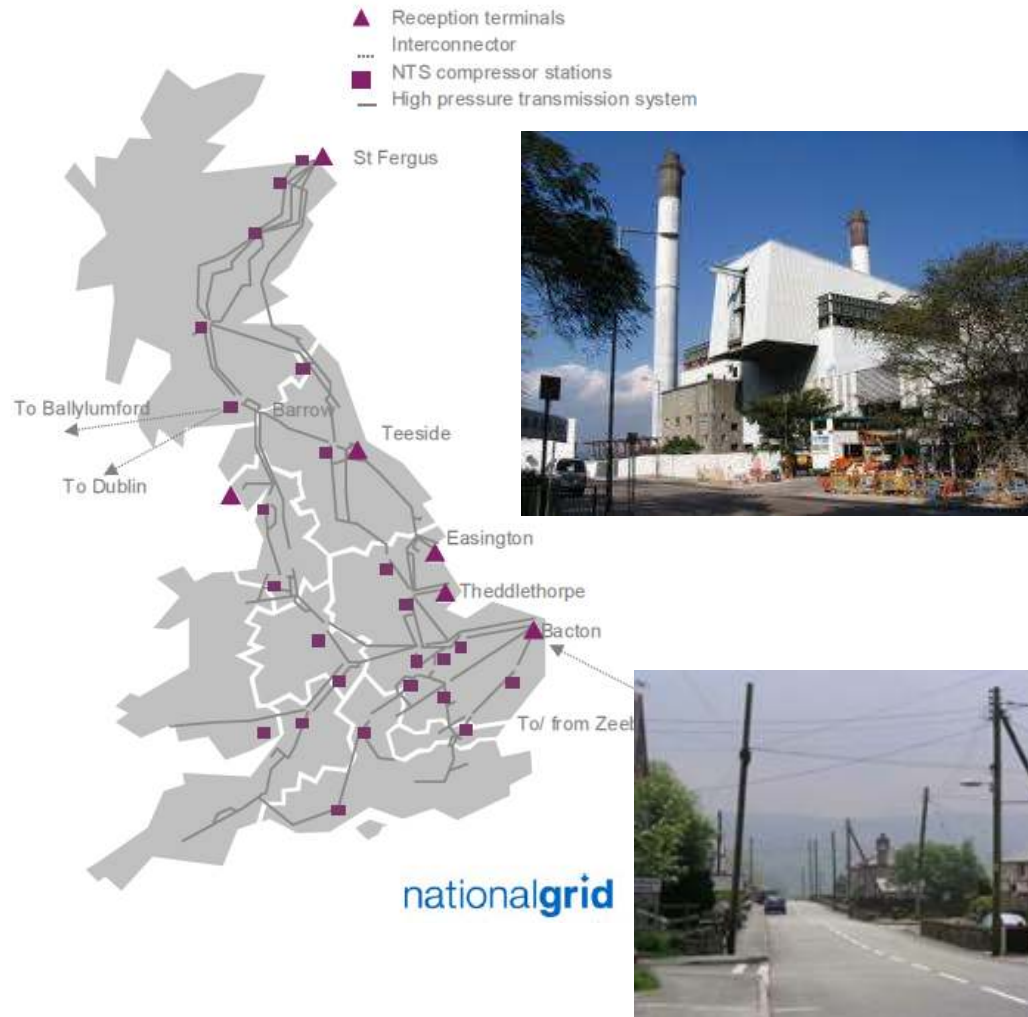 Reception terminals
Interconnector
NTS compressor stations
High pressure transmission system
St Fergus
To Ballylumford
Barrow
Teeside
To Dublin
Easington
Theddlethorpe
Bacton
To/ from Zeeb
nationalgrid